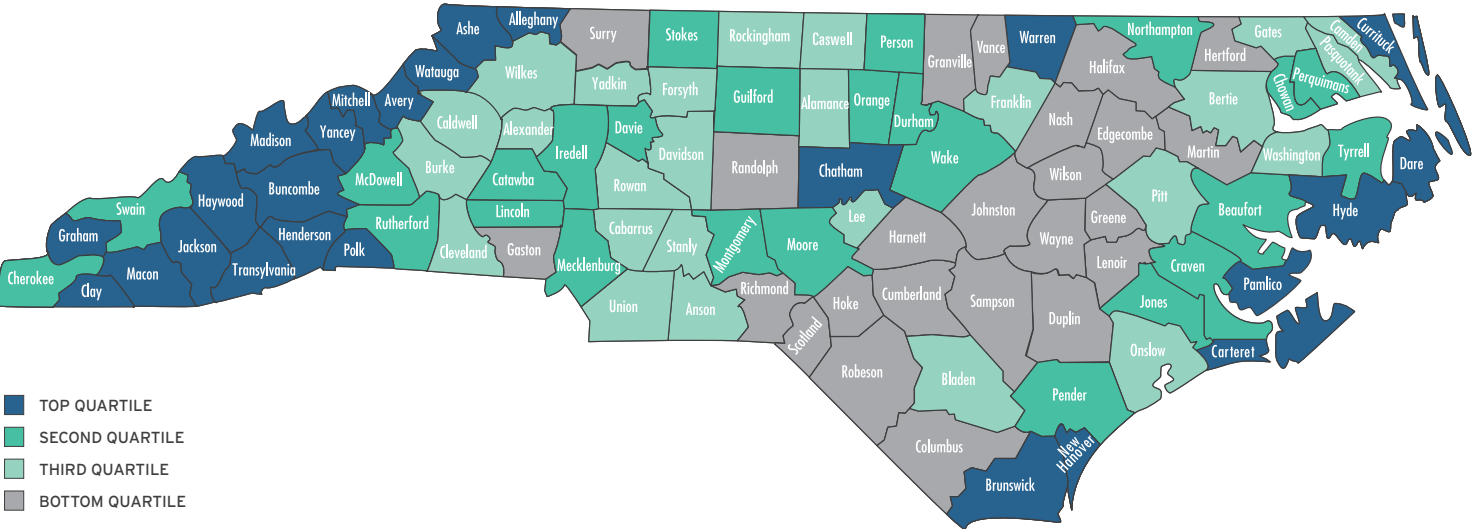 Ashe
Alleghany
Surry
Stokes
Rockingham
Caswell
Person
Granville
Vance
Warren
Northampton
Hertford
Gates
Camden
Pasquotank
Currituck
Watauga
Wilkes
Yadkin
Forsyth
Guilford
Alamance
Orange
Durham
Franklin
Halifax
Bertie
Chowan
Perquimans
Mitchell
Avery
Caldwell
Alexander
Iredell
Davie
Davidson
Randolph
Chatham
Wake
Nash
Edgecombe
Martin
Washington
Tyrrell
Dare
Madison
Yancey
McDowell
Burke
Catawba
Rowan
Wilson
Pitt
Beaufort
Hyde
Swain
Haywood
Buncombe
Rutherford
Lincoln
Cabarrus
Stanly
Montgomery
Moore
Lee
Harnett
Johnston
Wayne
Greene
Lenoir
Craven
Pamlico
Graham
Jackson
Henderson
Polk
Cleveland
Gaston
Mecklenburg
Cherokee
Clay
Macon
Transylvania
Union
Anson
Richmond
Scotland
Hoke
Cumberland
Sampson
Duplin
Jones
Onslow
Carteret
Robeson
Bladen
Pender
Columbus
Brunswick
New
Hanover
TOP QUARTILE
SECOND QUARTILE
THIRD QUARTILE
BOTTOM QUARTILE